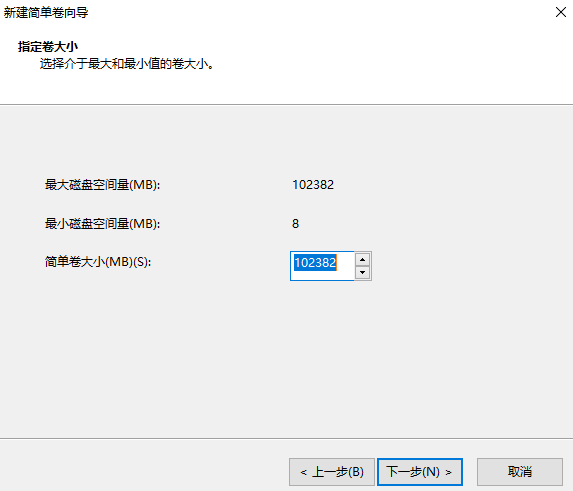 新建简单卷向导
指定卷大小
选择介于最大和最小值的卷大小。
最大磁盘空间量(MB): 102382
最小磁盘空间量(MB): 8
简单卷大小(MB)(S): 102382
< 上一步(B) 下一步(N) > 取消